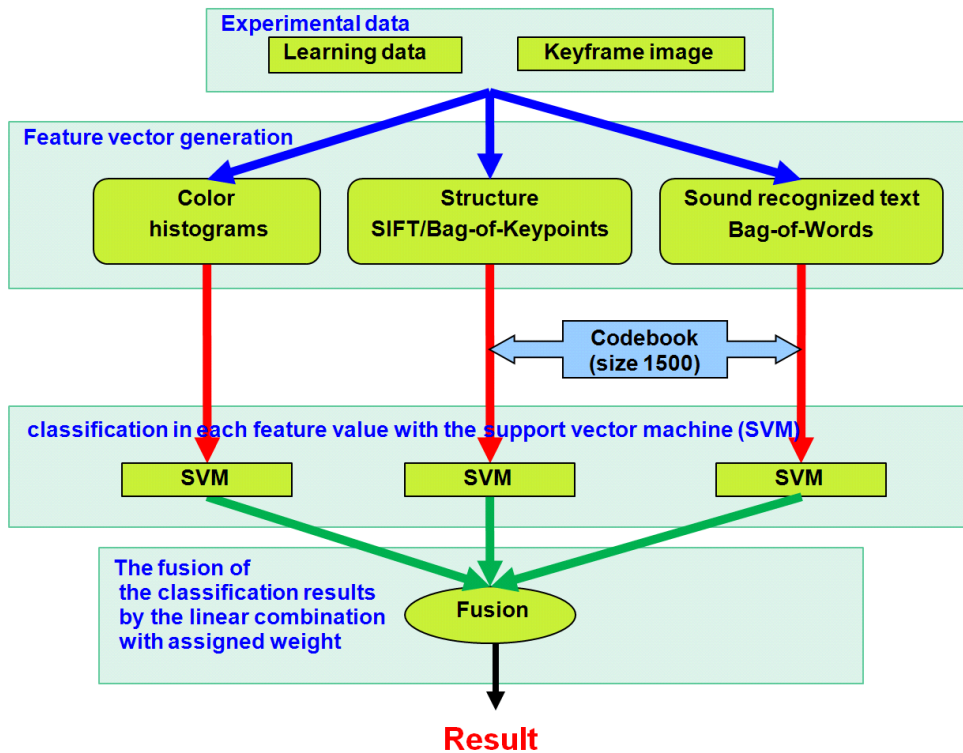 Experimental data
Learning data
Keyframe image
Feature vector generation
Color
histograms
Structure
SIFT/Bag-of-Keypoints
Sound recognized text
Bag-of-Words
Codebook
(size 1500)
classification in each feature value with the support vector machine (SVM)
SVM
SVM
SVM
The fusion of
the classification results
by the linear combination
with assigned weight
Fusion
Result